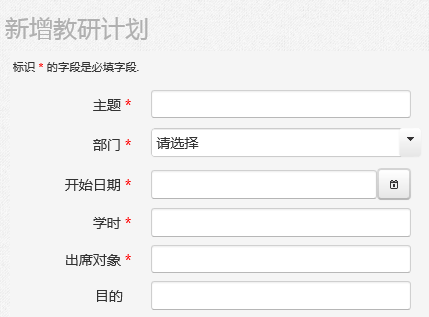 新增教研计划
标识 * 的字段是必填字段.
主题 *
部门 * 请选择
开始日期 *
学时 *
出席对象 *
目的